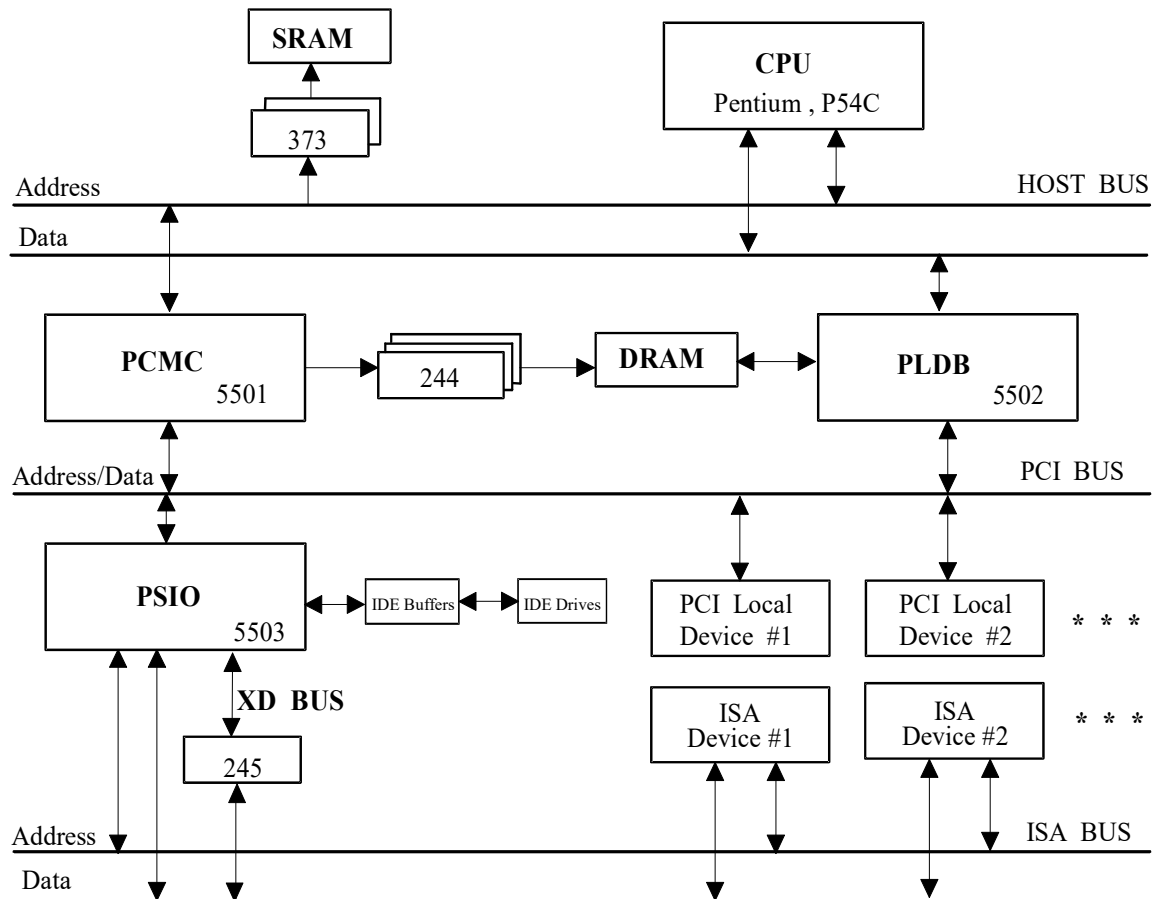 SRAM
CPU
Pentium , P54C
373
Address
HOST BUS
Data
PCMC
5501
244
DRAM
PLDB
5502
Address/Data
PCI BUS
PSIO
5503
IDE Buffers
IDE Drives
PCI Local
Device #1
PCI Local
Device #2
* * *
XD BUS
245
ISA
Device #1
ISA
Device #2
* * *
Address
ISA BUS
Data